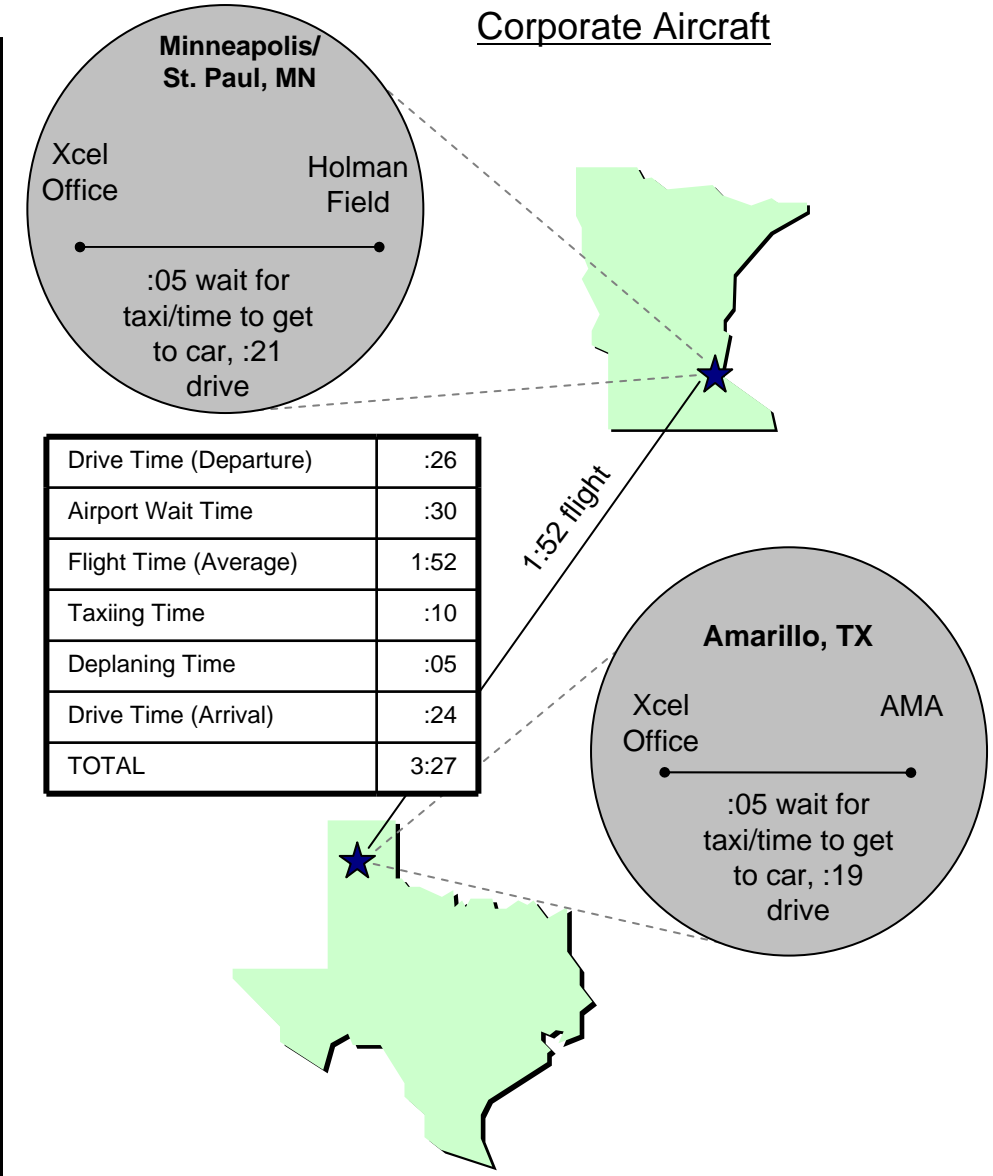 Corporate Aircraft
Minneapolis/
St. Paul, MN
Xcel
Office
Holman
Field
:05 wait for
taxi/time to get
to car, :21
drive
Drive Time (Departure) :26
Airport Wait Time :30
Flight Time (Average) 1:52
Taxiing Time :10
Deplaning Time :05
Drive Time (Arrival) :24
TOTAL 3:27
1:52 flight
Amarillo, TX
Xcel
Office
AMA
:05 wait for
taxi/time to get
to car, :19
drive